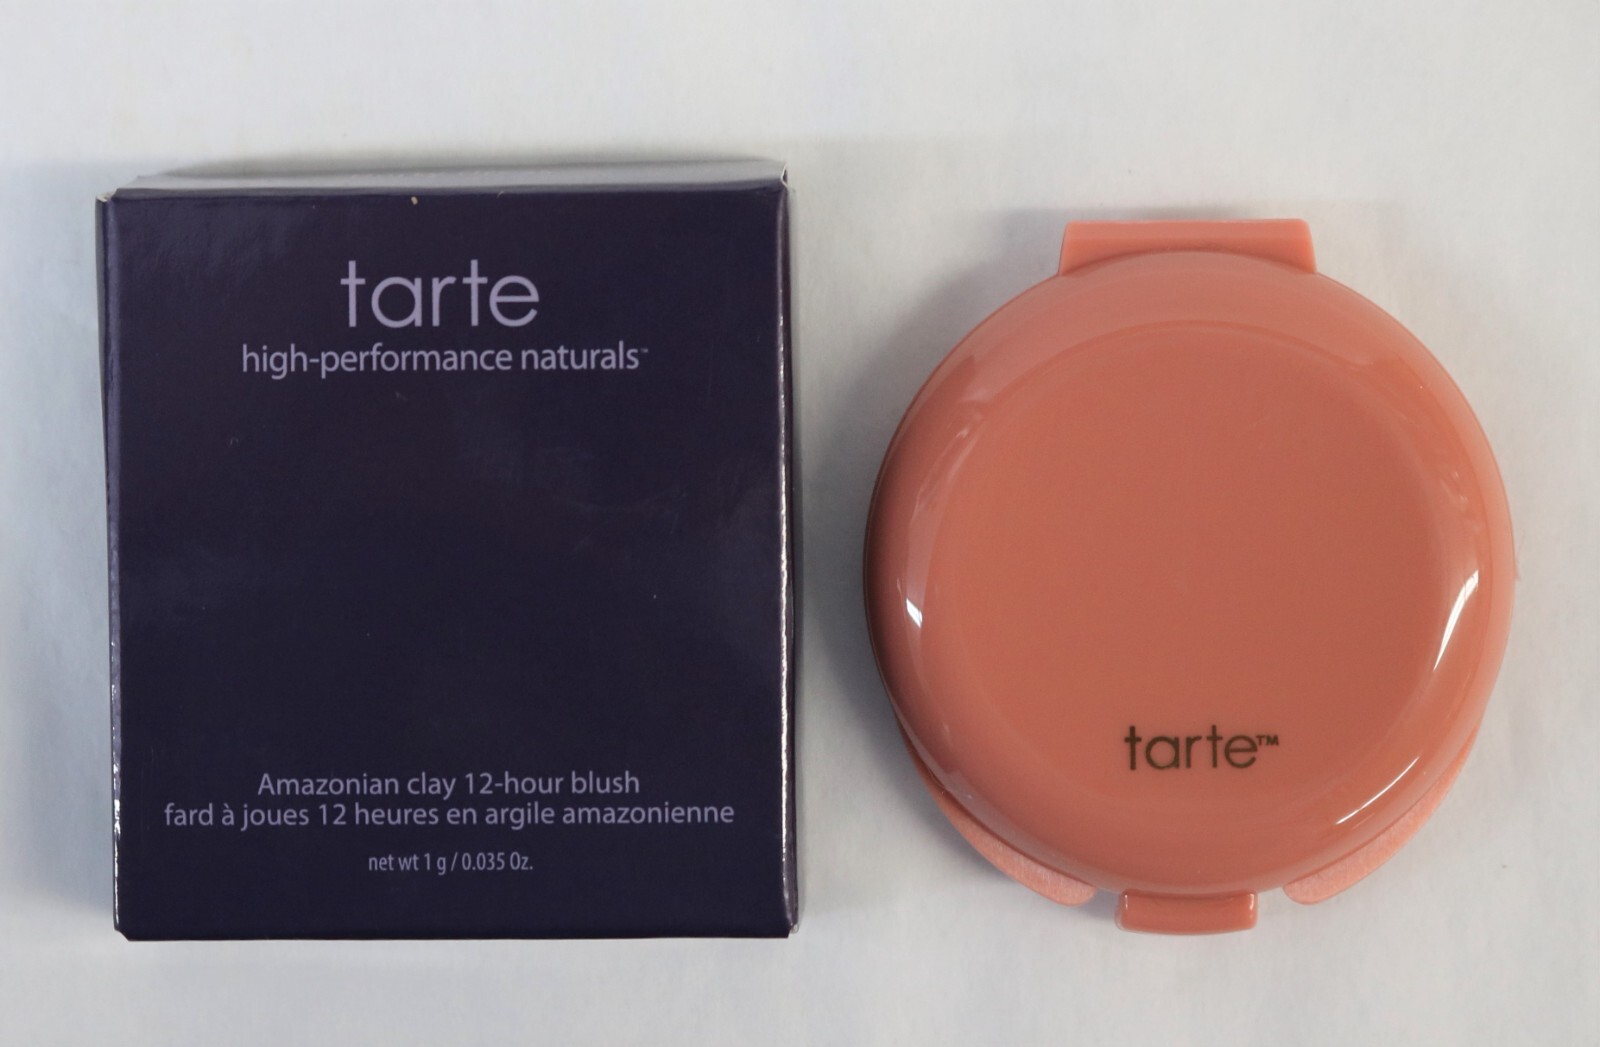 tarte
high-performance naturals™
Amazonian clay 12-hour blush
fard à joues 12 heures en argile amazonienne
net wt 1 g / 0.035 Oz.
tarte™